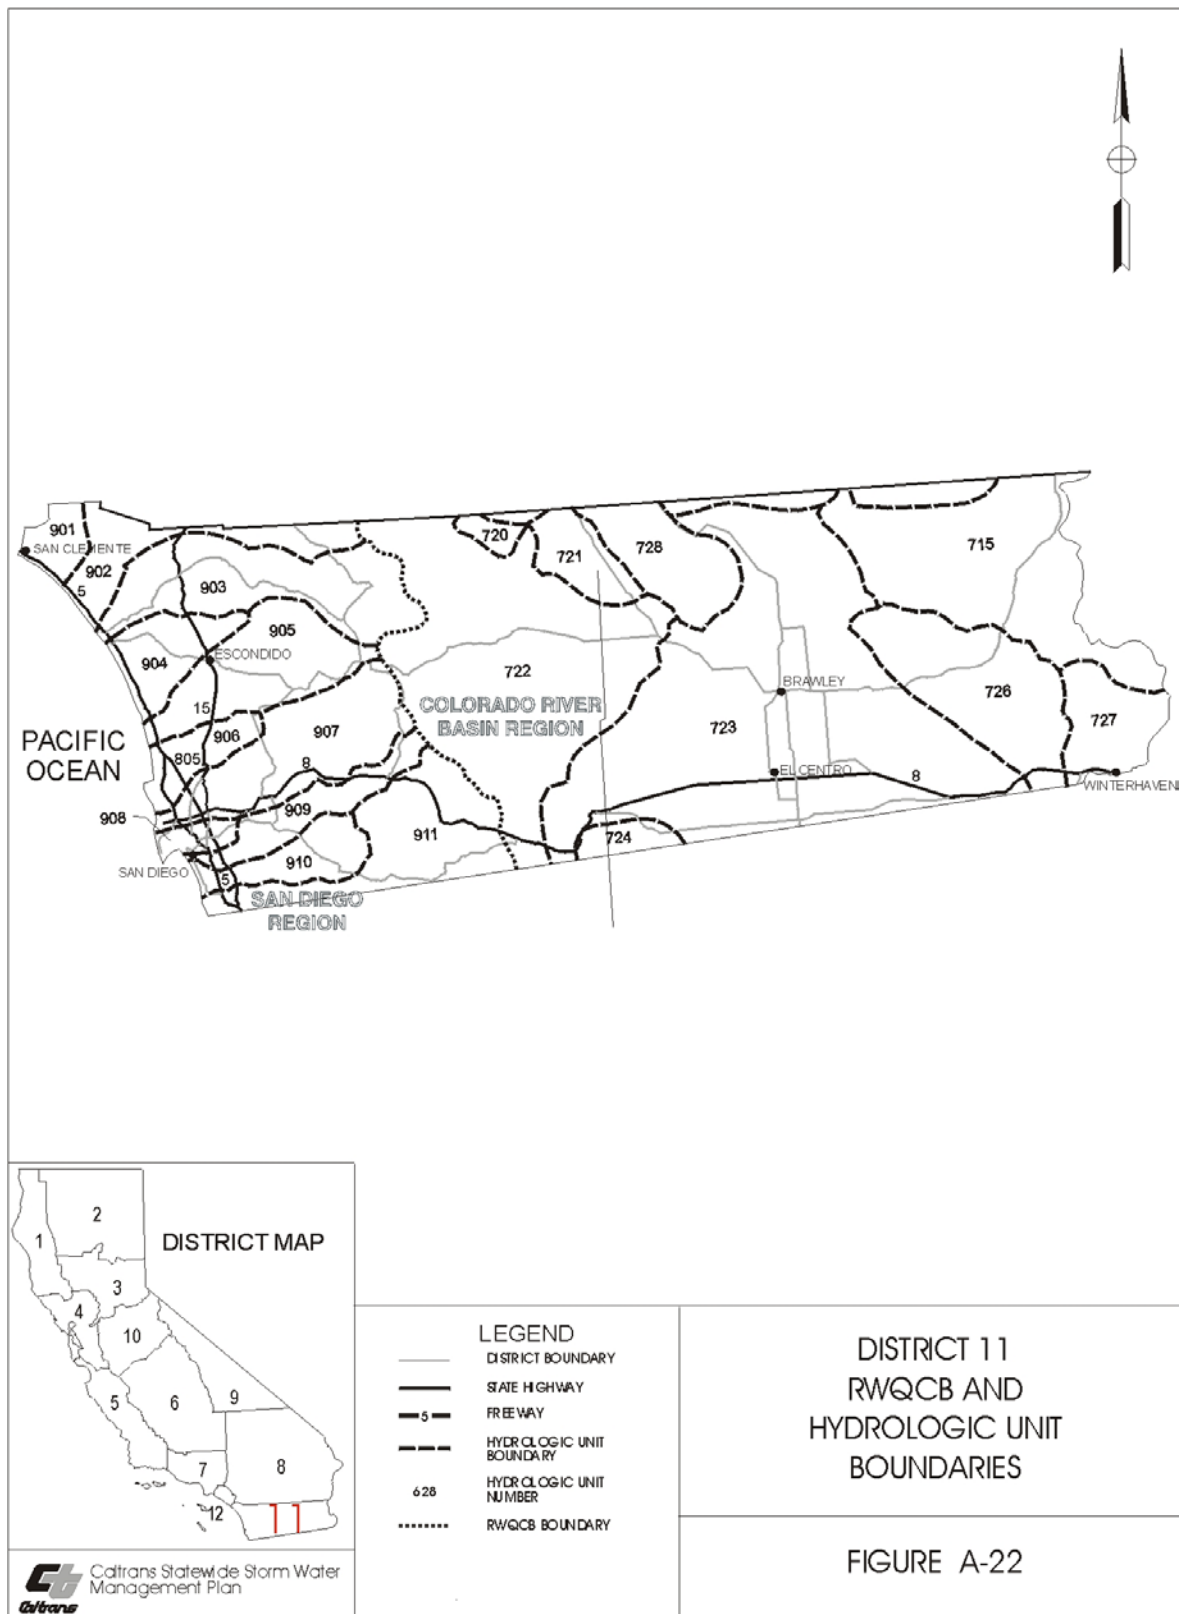 901
SAN CLEMENTE
902
5
903
905
904
ESCONDIDO
15
906
907
805
8
908
909
SAN DIEGO
910
5
911
SAN DIEGO
REGION
PACIFIC
OCEAN
720
721
728
715
722
COLORADO RIVER
BASIN REGION
723
BRAWLEY
726
727
EL CENTRO
8
WINTERHAVEN
724
DISTRICT MAP
1
2
3
4
10
5
6
9
7
8
12
11
Caltrans Statewide Storm Water
Management Plan
Caltrans
LEGEND
DISTRICT BOUNDARY
STATE HIGHWAY
5 FREEWAY
HYDROLOGIC UNIT
BOUNDARY
628 HYDROLOGIC UNIT
NUMBER
RWQCB BOUNDARY
DISTRICT 11
RWQCB AND
HYDROLOGIC UNIT
BOUNDARIES
FIGURE A-22